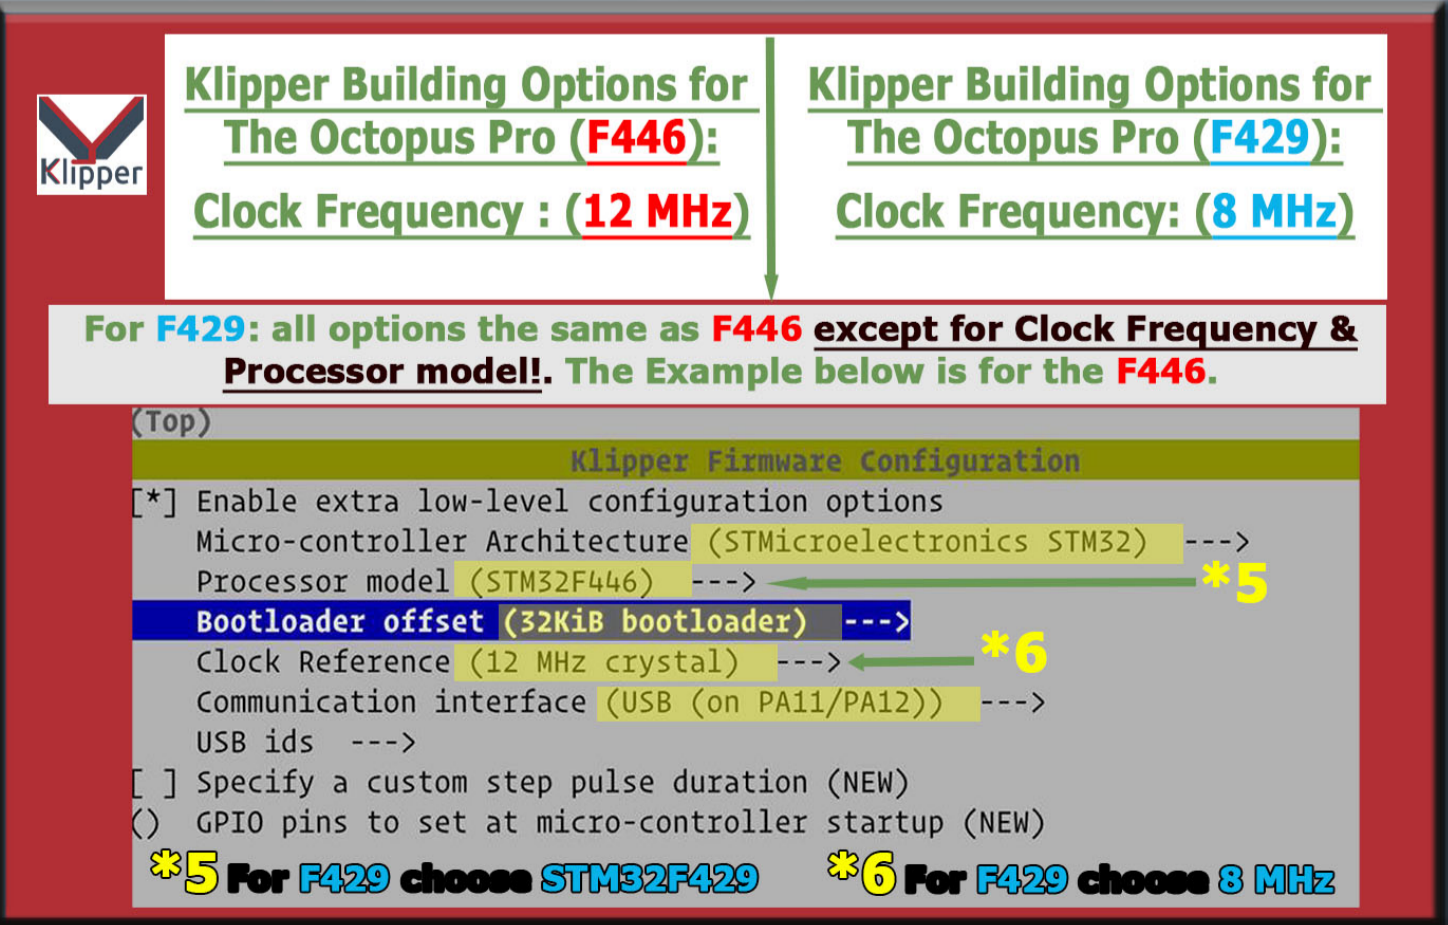 Klipper
Klipper Building Options for
The Octopus Pro (F446):
Clock Frequency : (12 MHz)
Klipper Building Options for
The Octopus Pro (F429):
Clock Frequency: (8 MHz)
For F429: all options the same as F446 except for Clock Frequency &
Processor model!. The Example below is for the F446.
(Top)
Klipper Firmware Configuration
[*] Enable extra low-level configuration options
Micro-controller Architecture (STMicroelectronics STM32) --->
Processor model (STM32F446) ---> *5
Bootloader offset (32KiB bootloader) --->
Clock Reference (12 MHz crystal) ---> *6
Communication interface (USB (on PA11/PA12)) --->
USB ids --->
[ ] Specify a custom step pulse duration (NEW)
() GPIO pins to set at micro-controller startup (NEW)
*5 For F429 choose STM32F429
*6 For F429 choose 8 MHz